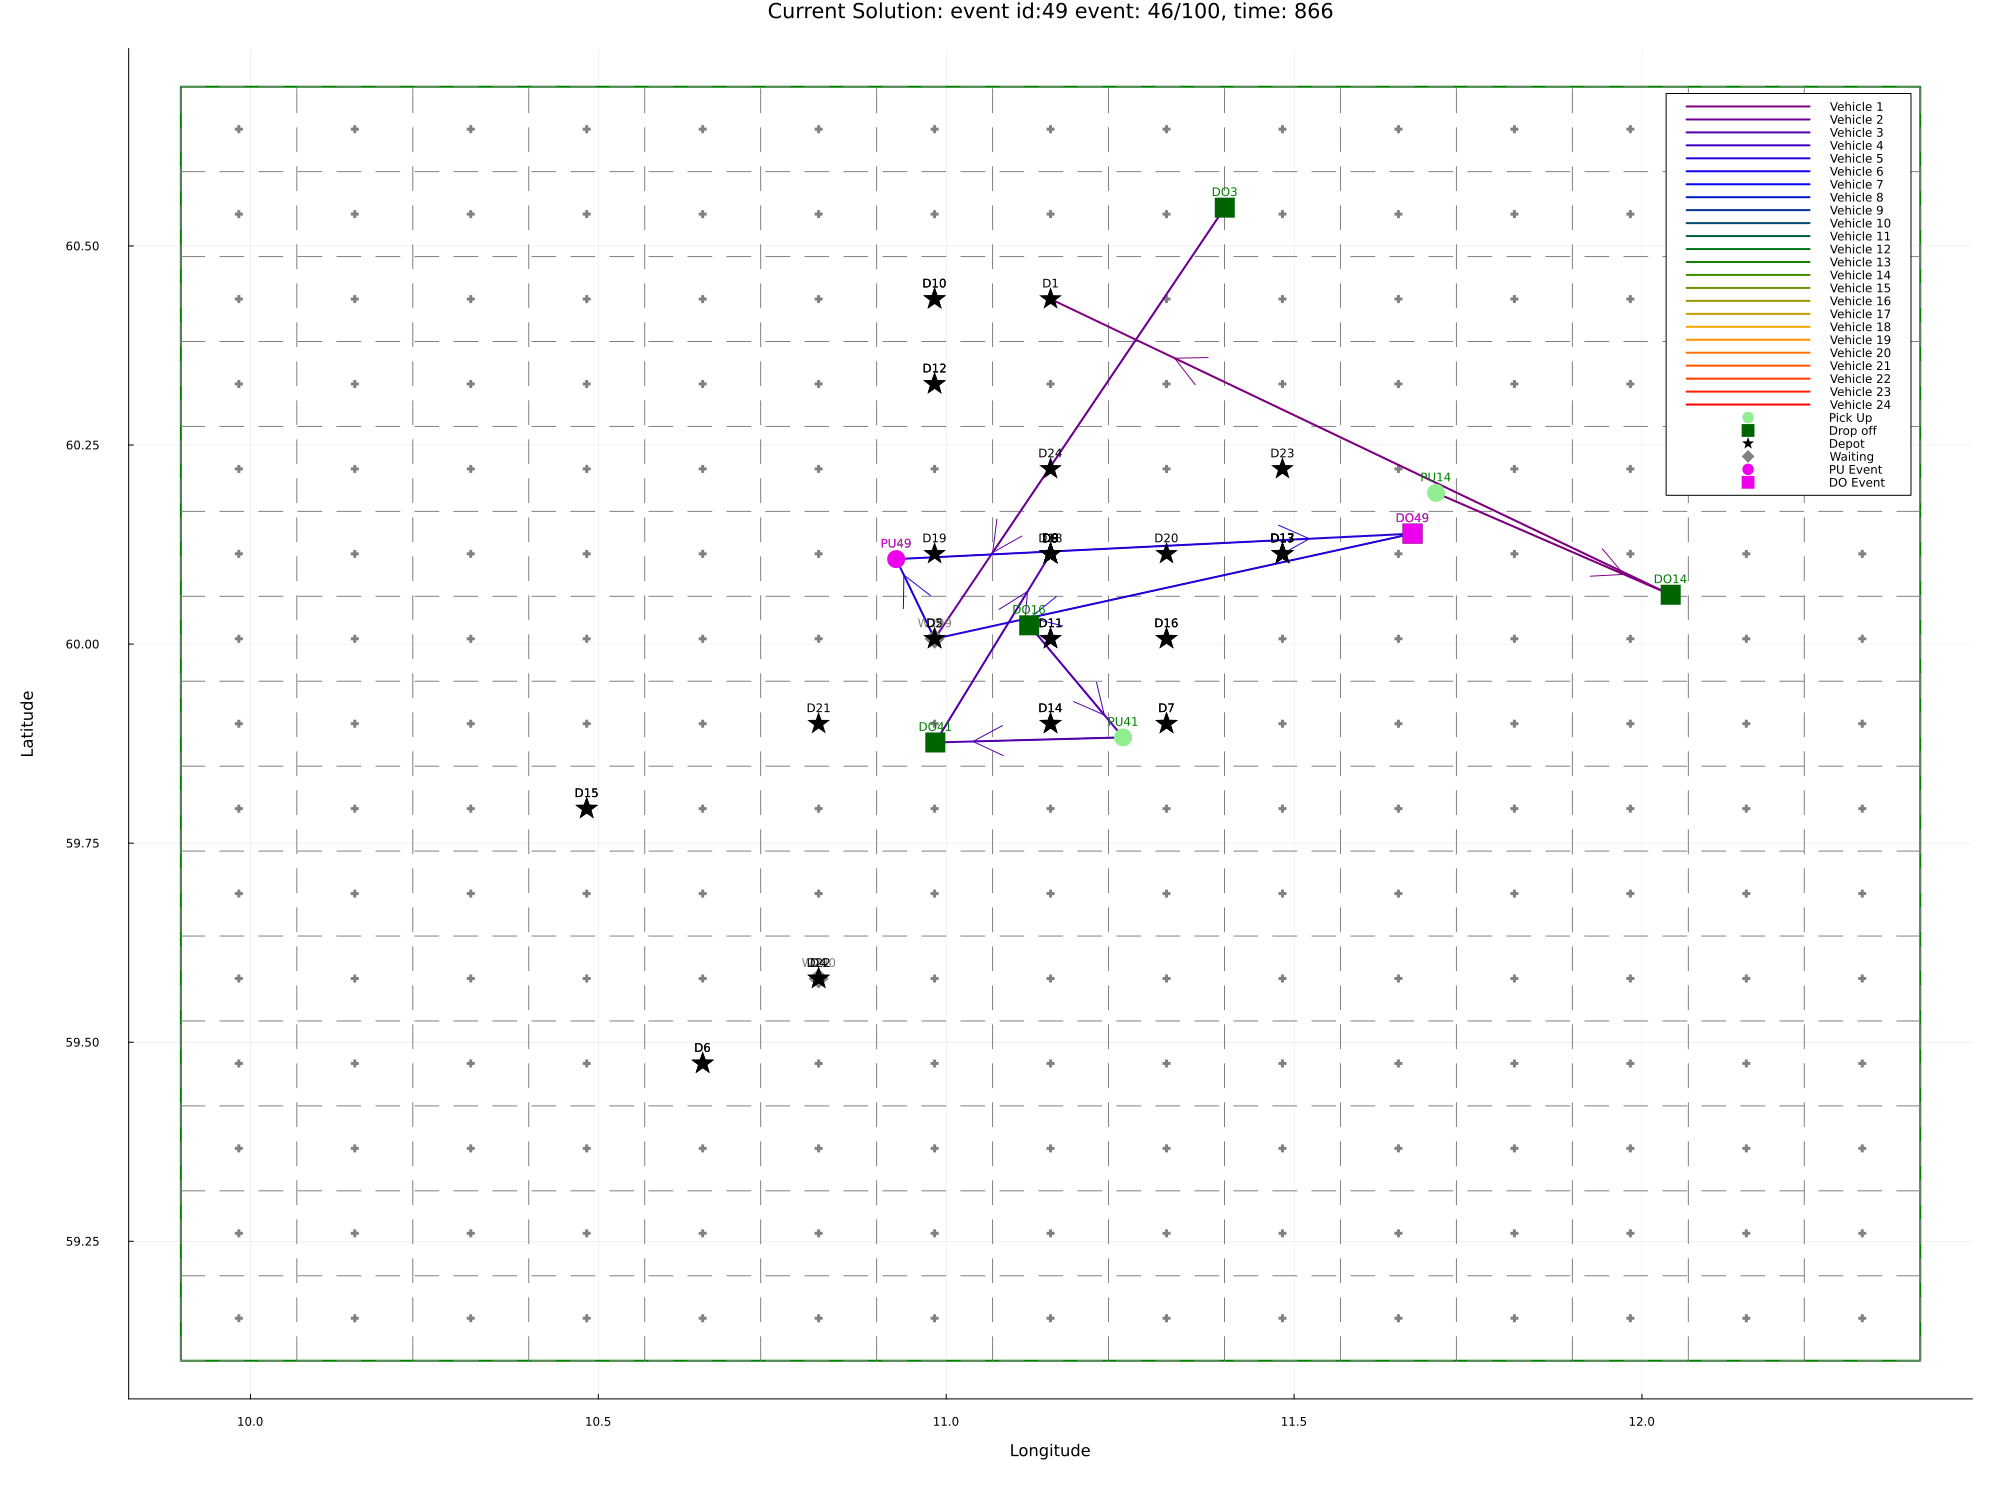 Current Solution: event id:49 event: 46/100, time: 866
Vehicle 1
Vehicle 2
Vehicle 3
Vehicle 4
Vehicle 5
Vehicle 6
Vehicle 7
Vehicle 8
Vehicle 9
Vehicle 10
Vehicle 11
Vehicle 12
Vehicle 13
Vehicle 14
Vehicle 15
Vehicle 16
Vehicle 17
Vehicle 18
Vehicle 19
Vehicle 20
Vehicle 21
Vehicle 22
Vehicle 23
Vehicle 24
Pick Up
Drop off
Depot
Waiting
PU Event
DO Event
DO3
60.50
D10 D1
D12
60.25
D24 D23
PU14
DO49
PU49 D19 D20
DO14
DO16
D11 D16
60.00
D21 D14 D7
DO41 PU41
59.75
D15
59.50
D6
59.25
Latitude
10.0 10.5 11.0 11.5 12.0
Longitude